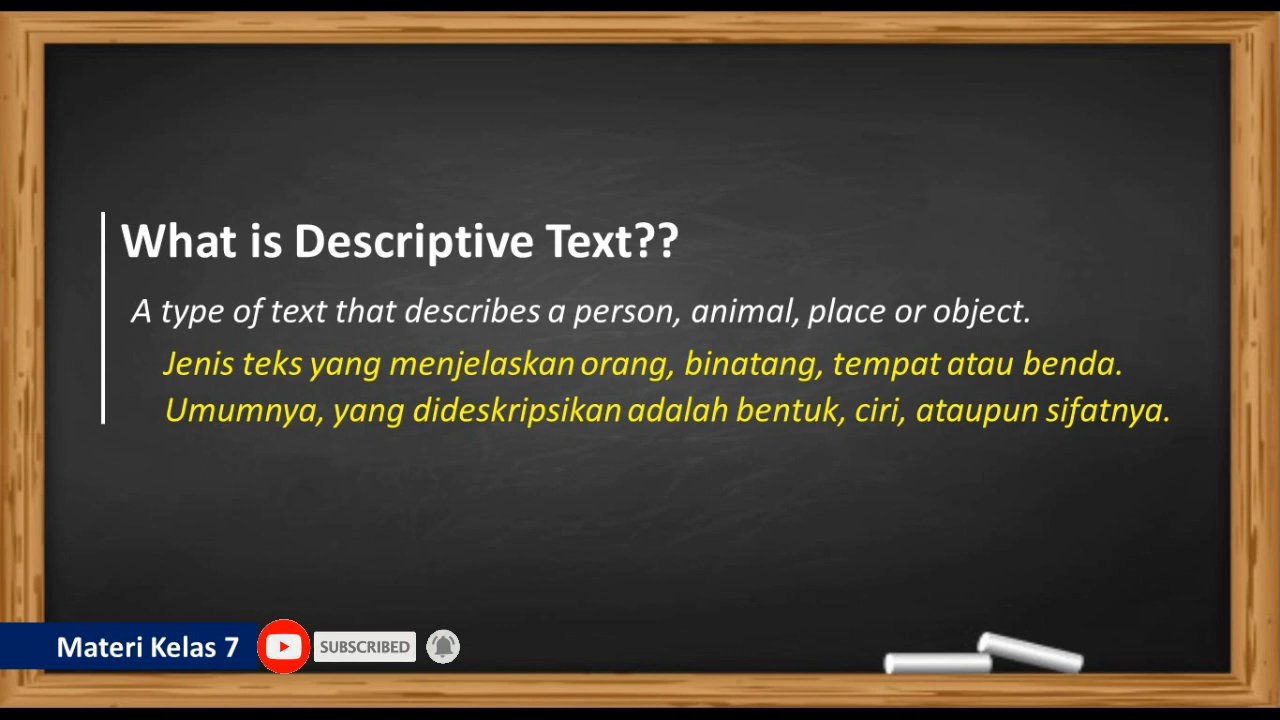 What is Descriptive Text??
A type of text that describes a person, animal, place or object.
Jenis teks yang menjelaskan orang, binatang, tempat atau benda.
Umumnya, yang dideskripsikan adalah bentuk, ciri, ataupun sifatnya.
Materi Kelas 7
SUBSCRIBED